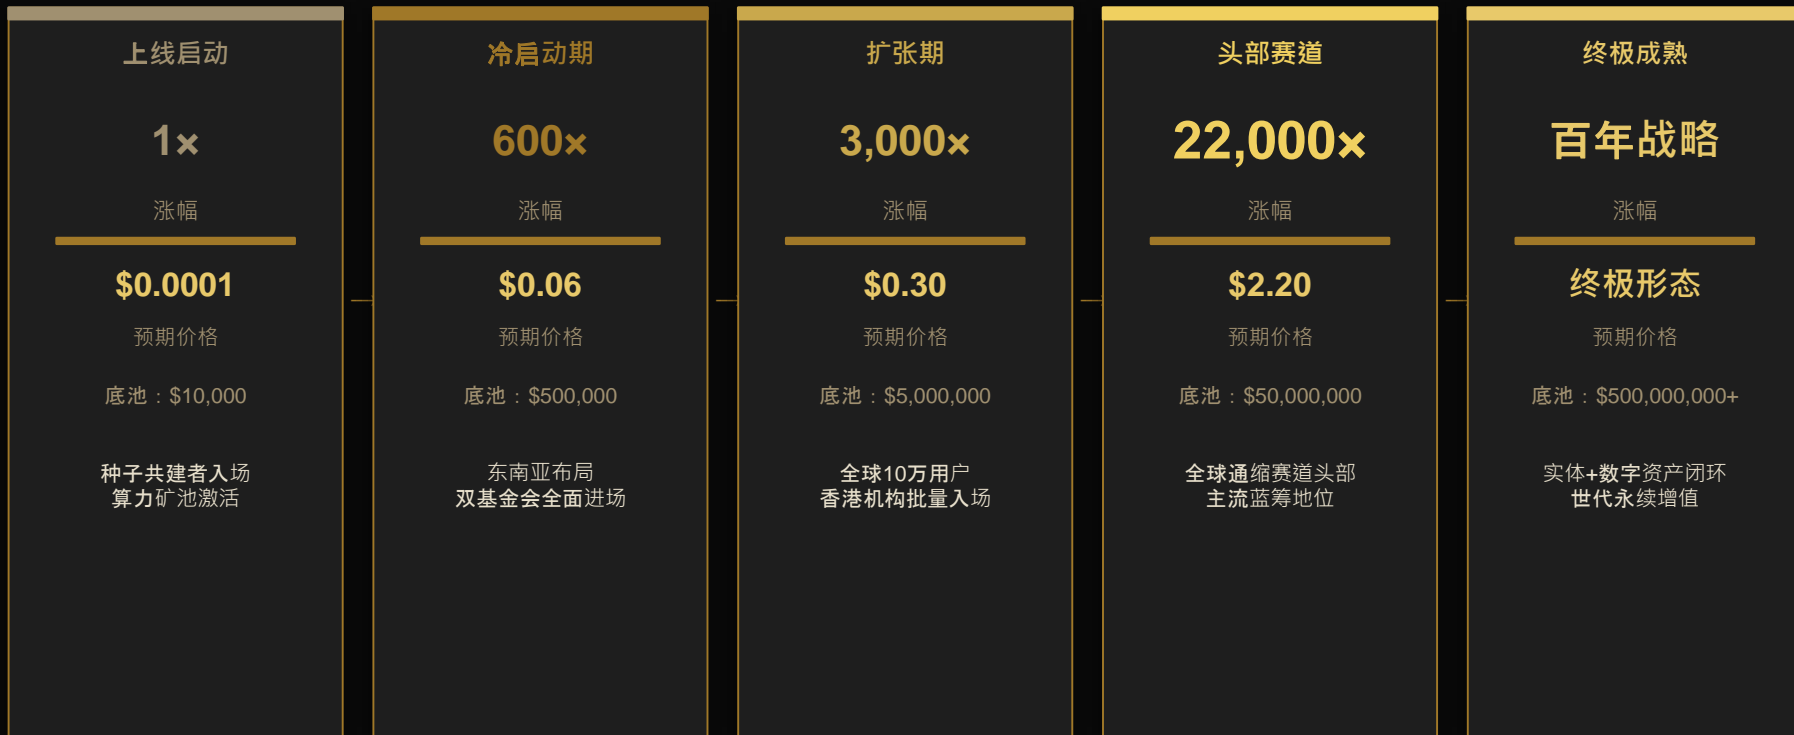 上线启动
1×
涨幅
$0.0001
预期价格
底池：$10,000
种子共建者入场
算力矿池激活
冷启动期
600×
涨幅
$0.06
预期价格
底池：$500,000
东南亚布局
双基金会全面进场
扩张期
3,000×
涨幅
$0.30
预期价格
底池：$5,000,000
全球10万用户
香港机构批量入场
头部赛道
22,000×
涨幅
$2.20
预期价格
底池：$50,000,000
全球通缩赛道头部
主流蓝筹地位
终极成熟
百年战略
涨幅
终极形态
预期价格
底池：$500,000,000+
实体+数字资产闭环
世代永续增值